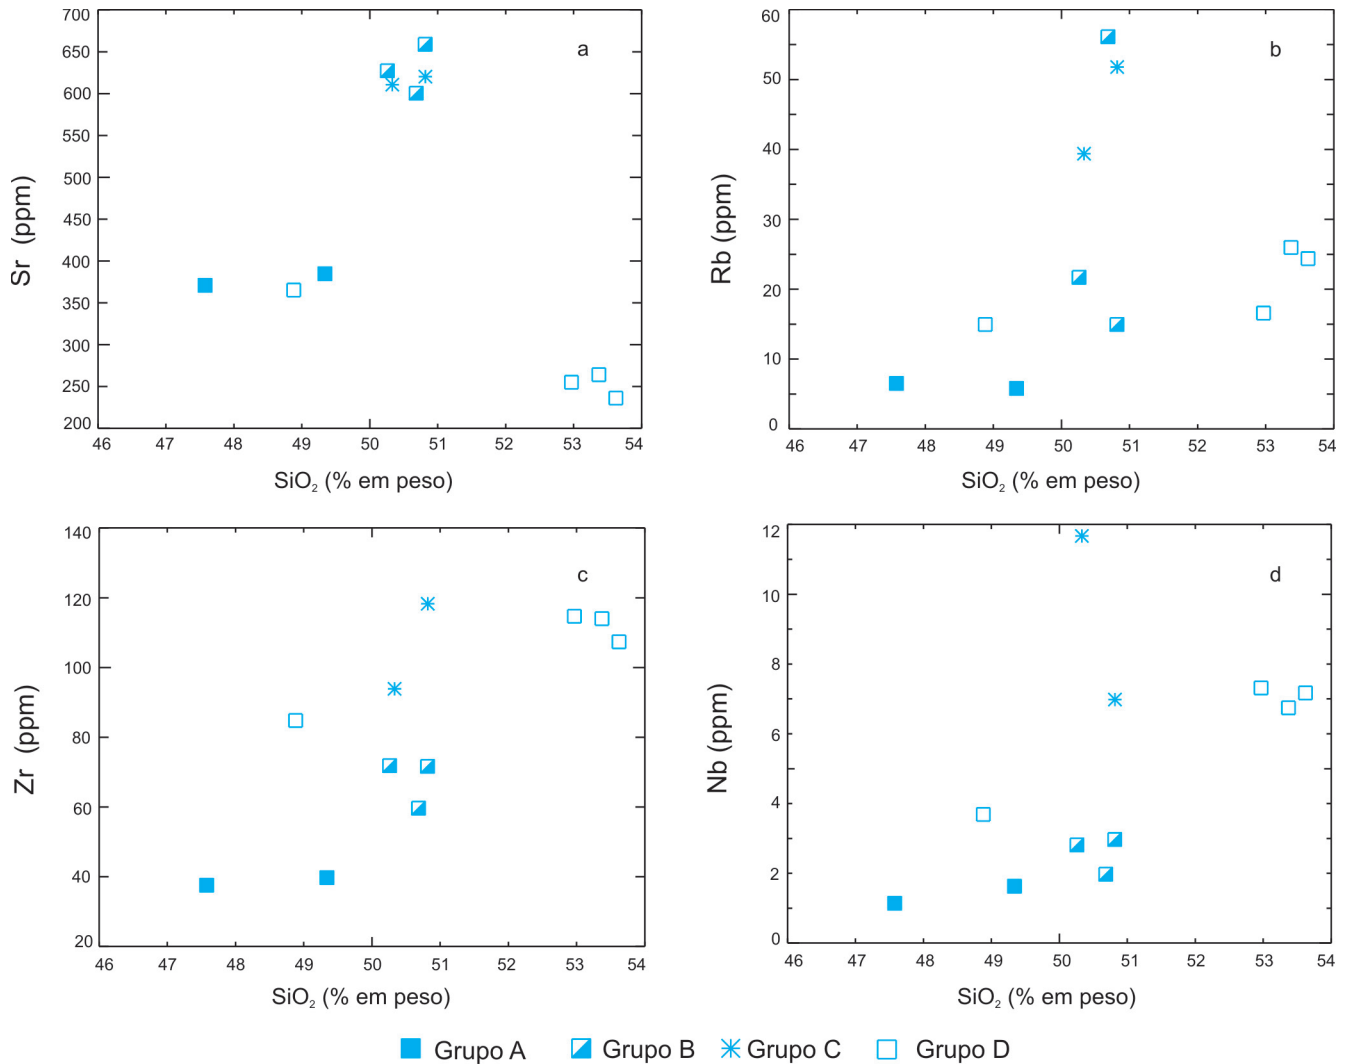 700
650
600
550
500
450
400
350
300
250
200
Sr (ppm)
a
46 47 48 49 50 51 52 53 54
SiO₂ (% em peso)
60
50
40
30
20
10
0
Rb (ppm)
b
46 47 48 49 50 51 52 53 54
SiO₂ (% em peso)
140
120
100
80
60
40
20
Zr (ppm)
c
46 47 48 49 50 51 52 53 54
SiO₂ (% em peso)
12
10
8
6
4
2
0
Nb (ppm)
d
46 47 48 49 50 51 52 53 54
SiO₂ (% em peso)
Grupo A Grupo B Grupo C Grupo D